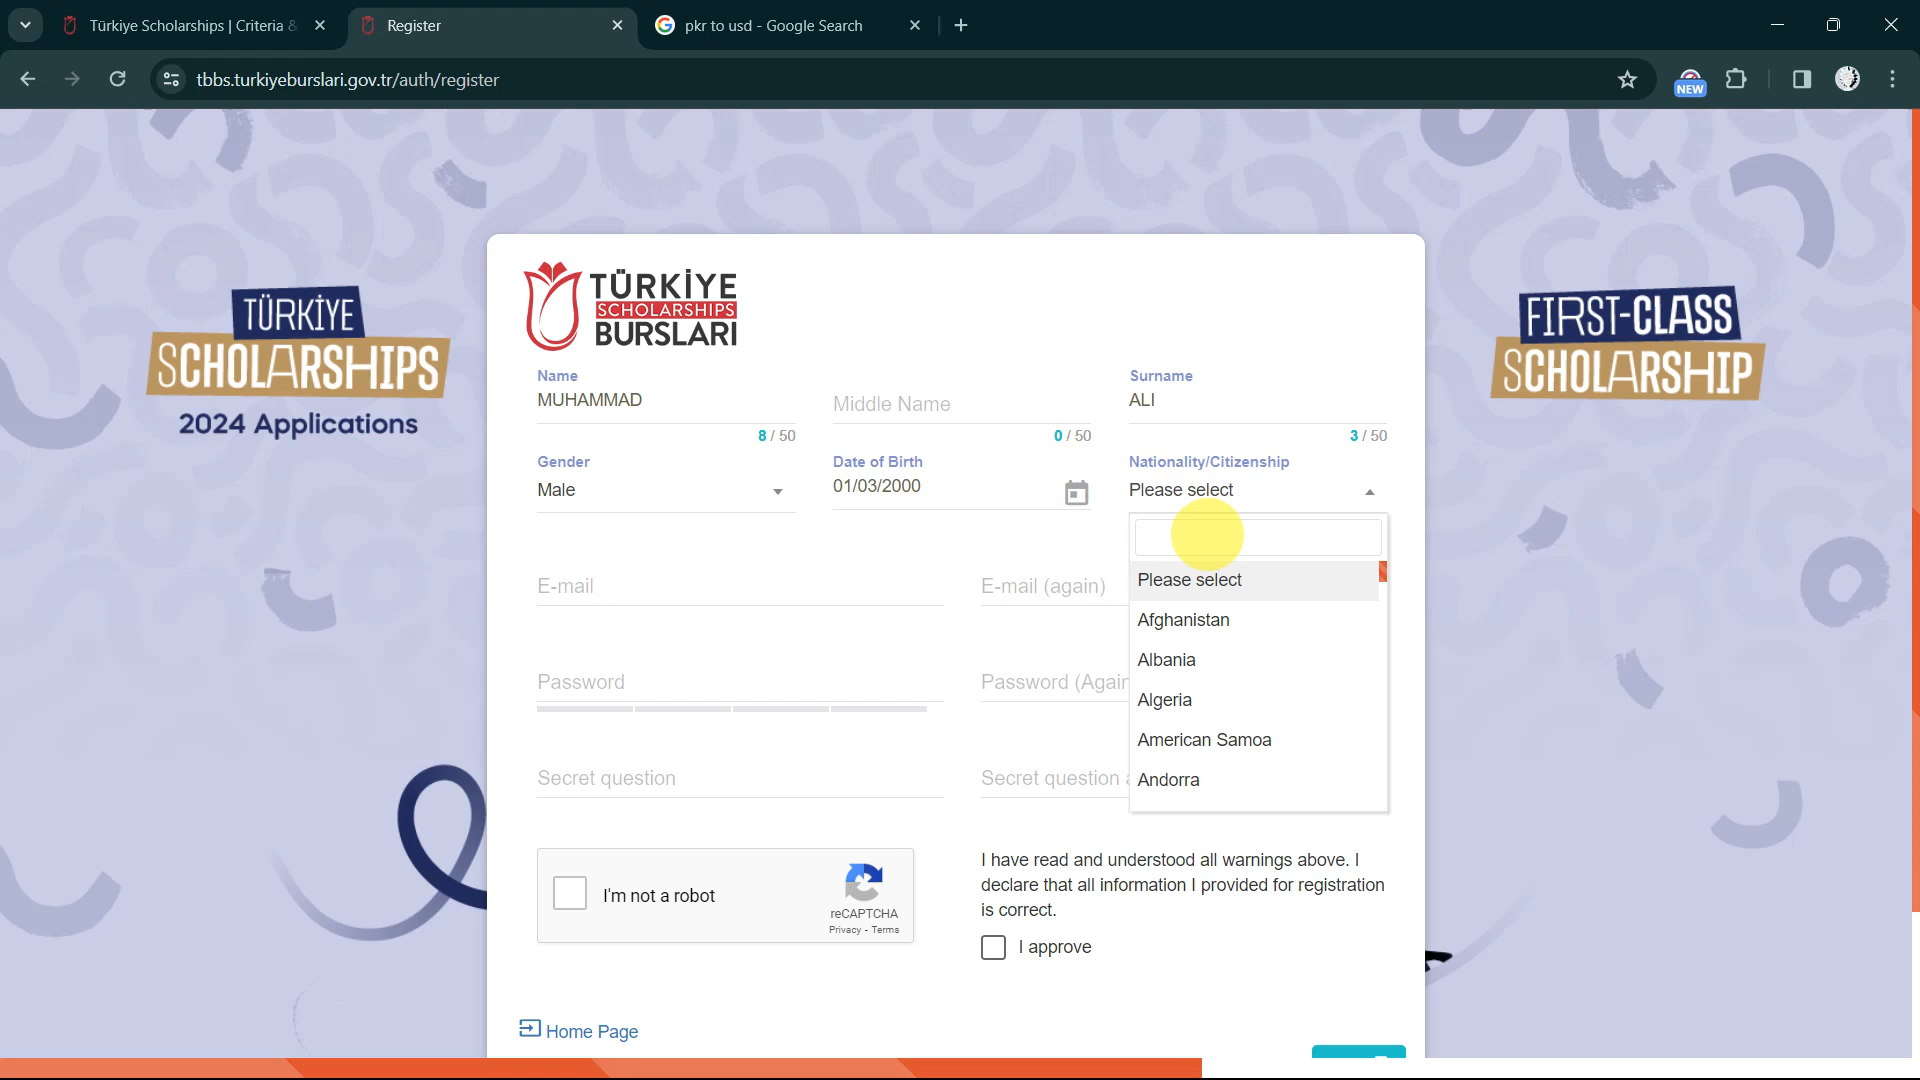 Türkiye Scholarships | Criteria &
Register
pkr to usd - Google Search
tbbs.turkiyeburslari.gov.tr/auth/register
NEW
TÜRKİYE
SCHOLARSHIPS
2024 Applications
FIRST-CLASS
SCHOLARSHIP
TÜRKİYE
SCHOLARSHIPS
BURSLARI
Name
MUHAMMAD
8 / 50
Middle Name
0 / 50
Surname
ALI
3 / 50
Gender
Male
Date of Birth
01/03/2000
Nationality/Citizenship
Please select
Please select
Afghanistan
Albania
Algeria
American Samoa
Andorra
E-mail
E-mail (again)
Password
Password (Again
Secret question
Secret question
I'm not a robot
reCAPTCHA
Privacy - Terms
I have read and understood all warnings above. I
declare that all information I provided for registration
is correct.
I approve
Home Page